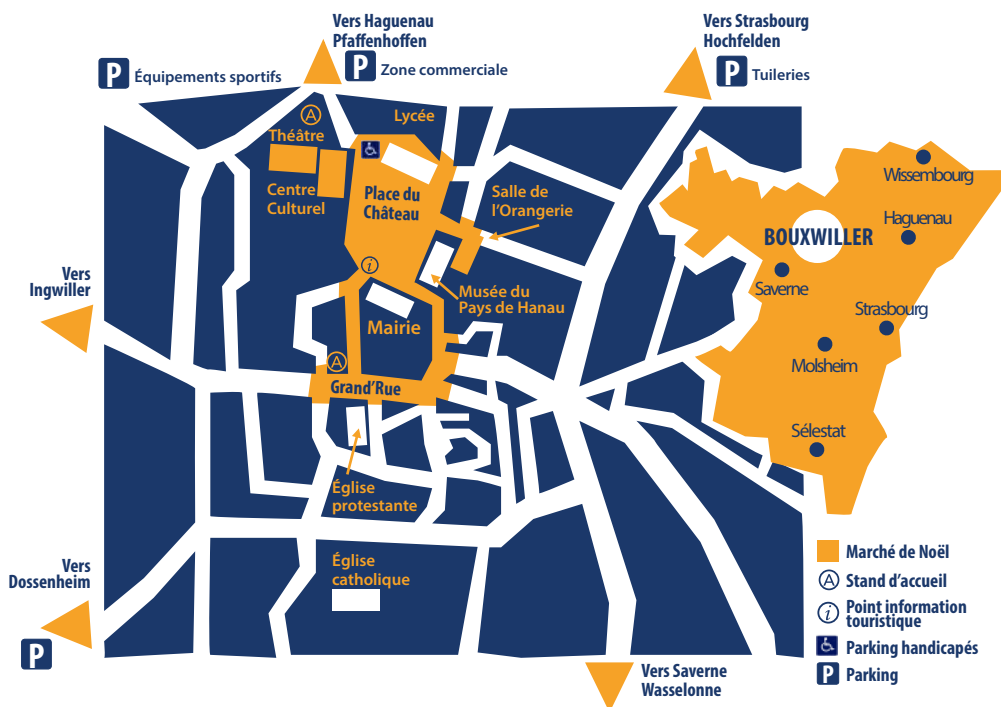 Vers Haguenau
Pfaffenhoffen
P Zone commerciale
P Équipements sportifs
Vers Strasbourg
Hochfelden
P Tuileries
A
Théâtre
Lycée
Centre
Culturel
Place du
Château
Salle de
l'Orangerie
i
Musée du
Pays de Hanau
Mairie
A
Grand'Rue
Vers
Ingwiller
Église
protestante
Église
catholique
Vers
Dossenheim
P
Vers Saverne
Wasselonne
Wissembourg
Haguenau
BOUXWILLER
Saverne
Strasbourg
Molsheim
Sélestat
Marché de Noël
A Stand d'accueil
i Point information
touristique
Parking handicapés
P Parking